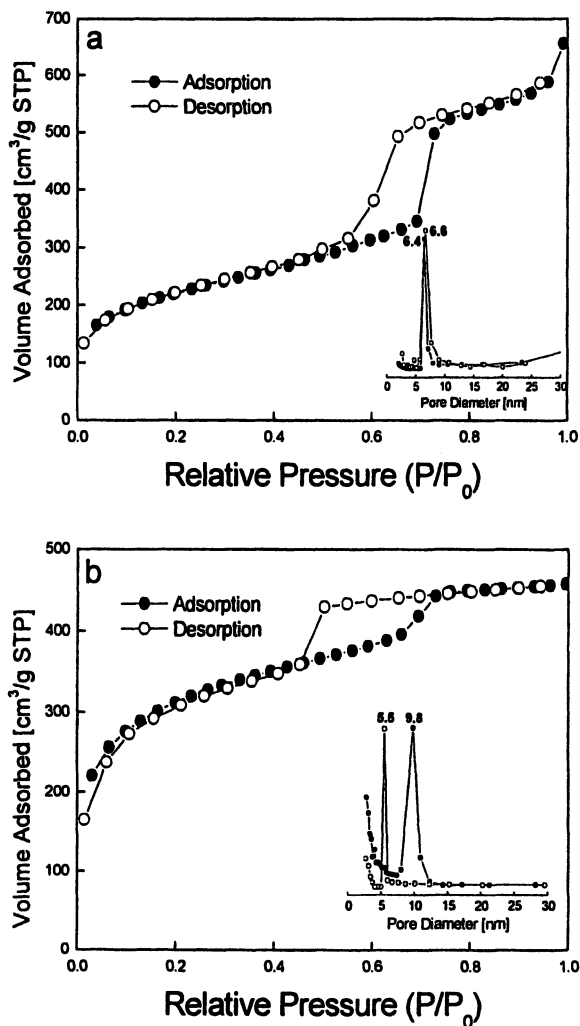 a
Adsorption
Desorption
Volume Adsorbed [cm³/g STP]
700
600
500
400
300
200
100
0
0.0 0.2 0.4 0.6 0.8 1.0
Relative Pressure (P/P₀)
6.4 6.6
0 5 10 15 20 25 30
Pore Diameter [nm]
b
Adsorption
Desorption
Volume Adsorbed [cm³/g STP]
500
400
300
200
100
0
0.0 0.2 0.4 0.6 0.8 1.0
Relative Pressure (P/P₀)
5.5 9.8
0 5 10 15 20 25 30
Pore Diameter [nm]